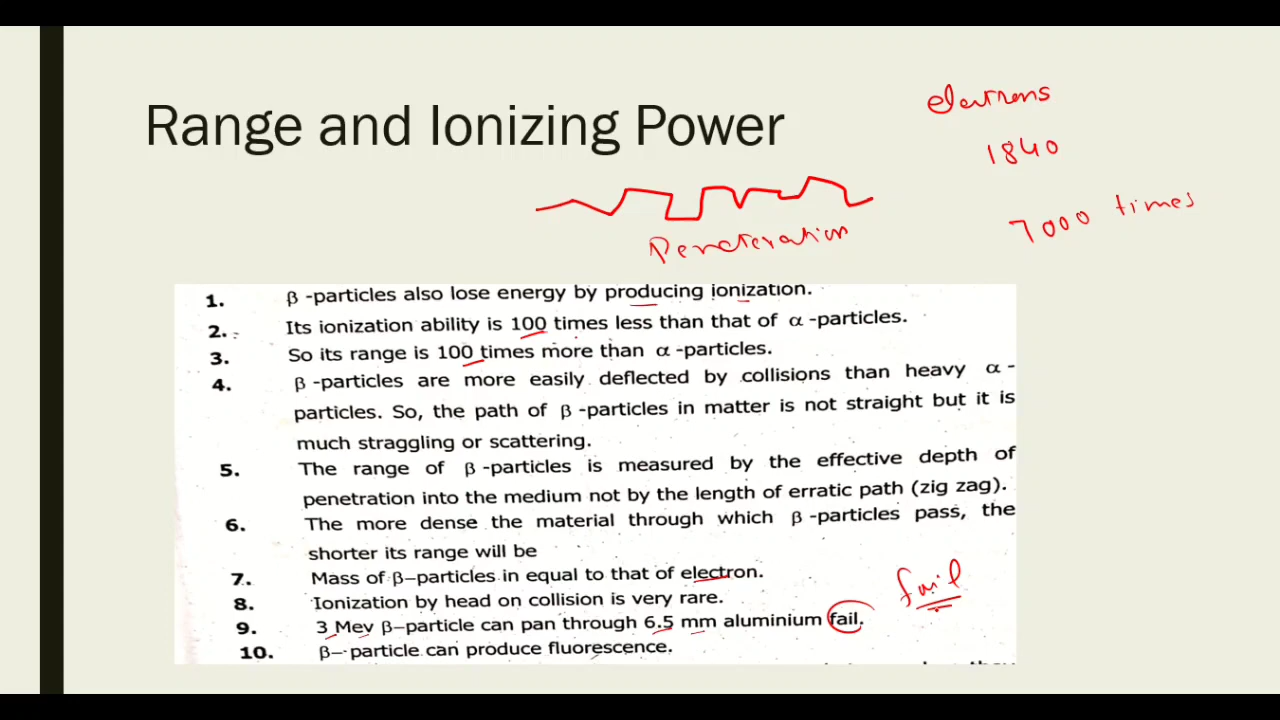 Range and Ionizing Power
electrons
1840
7000 times
Peneteration
1. β -particles also lose energy by producing ionization.
2. Its ionization ability is 100 times less than that of α -particles.
3. So its range is 100 times more than α -particles.
4. β -particles are more easily deflected by collisions than heavy α -
particles. So, the path of β -particles in matter is not straight but it is
much straggling or scattering.
5. The range of β -particles is measured by the effective depth of
penetration into the medium not by the length of erratic path (zig zag).
6. The more dense the material through which β -particles pass, the
shorter its range will be
7. Mass of β–particles in equal to that of electron.
8. Ionization by head on collision is very rare.
9. 3 Mev β–particle can pan through 6.5 mm aluminium fail.
fail
10. β– particle can produce fluorescence.